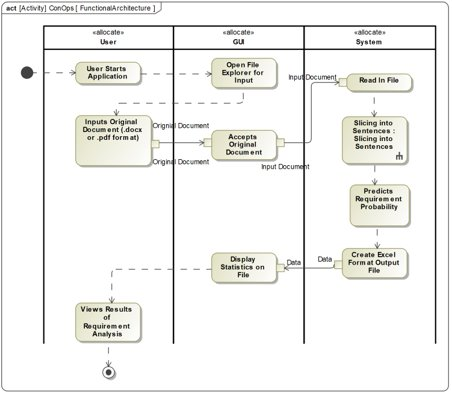 act [Activity] ConOps [ FunctionalArchitecture ]
«allocate»
User
«allocate»
GUI
«allocate»
System
User Starts
Application
Open File
Explorer for
Input
Input Document
Read In File
Inputs Original
Document (.docx
or .pdf format)
Original Document
Original Document
Accepts
Original
Document
Input Document
Slicing into
Sentences :
Slicing into
Sentences
Predicts
Requirement
Probability
Create Excel
Format Output
File
Data
Data
Display
Statistics on
File
Views Results
of
Requirement
Analysis